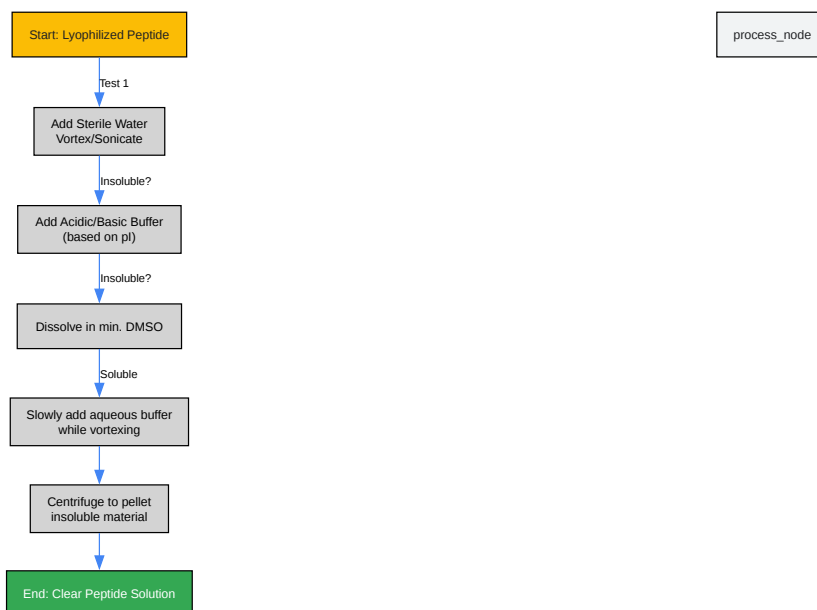 Start: Lyophilized Peptide
process_node
Test 1
Add Sterile Water
Vortex/Sonicate
Insoluble?
Add Acidic/Basic Buffer
(based on pI)
Insoluble?
Dissolve in min. DMSO
Soluble
Slowly add aqueous buffer
while vortexing
Centrifuge to pellet
insoluble material
End: Clear Peptide Solution